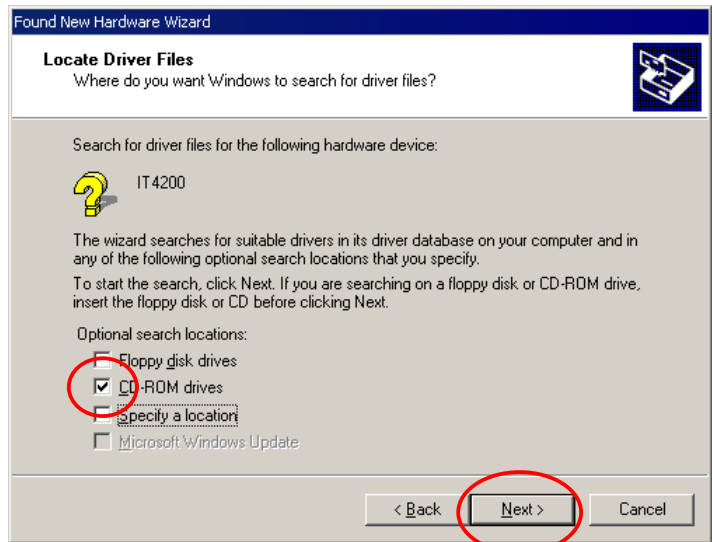 Found New Hardware Wizard
Locate Driver Files
Where do you want Windows to search for driver files?
Search for driver files for the following hardware device:
IT4200
The wizard searches for suitable drivers in its driver database on your computer and in
any of the following optional search locations that you specify.
To start the search, click Next. If you are searching on a floppy disk or CD-ROM drive,
insert the floppy disk or CD before clicking Next.
Optional search locations:
Floppy disk drives
CD-ROM drives
Specify a location
Microsoft Windows Update
< Back Next > Cancel